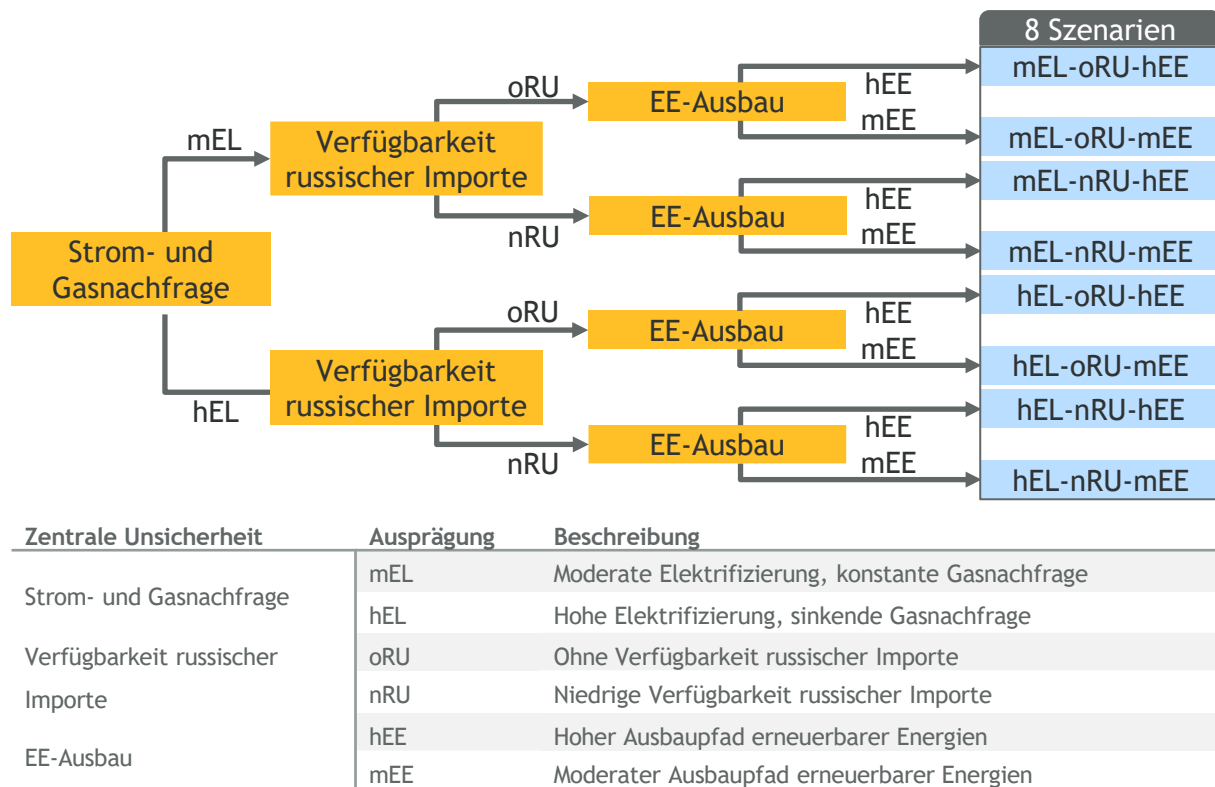 8 Szenarien
mEL-oRU-hEE
oRU
EE-Ausbau
hEE
mEE
mEL
Verfügbarkeit
russischer Importe
mEL-oRU-mEE
mEL-nRU-hEE
nRU
EE-Ausbau
hEE
mEE
Strom- und
Gasnachfrage
mEL-nRU-mEE
hEL-oRU-hEE
oRU
EE-Ausbau
hEE
mEE
hEL
Verfügbarkeit
russischer Importe
hEL-oRU-mEE
hEL-nRU-hEE
nRU
EE-Ausbau
hEE
mEE
hEL-nRU-mEE
Zentrale Unsicherheit Ausprägung Beschreibung
Strom- und Gasnachfrage
mEL Moderate Elektrifizierung, konstante Gasnachfrage
hEL Hohe Elektrifizierung, sinkende Gasnachfrage
Verfügbarkeit russischer
Importe
oRU Ohne Verfügbarkeit russischer Importe
nRU Niedrige Verfügbarkeit russischer Importe
EE-Ausbau
hEE Hoher Ausbaupfad erneuerbarer Energien
mEE Moderater Ausbaupfad erneuerbarer Energien